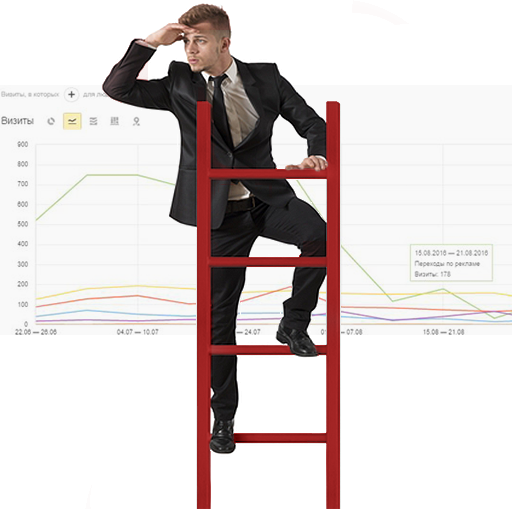 Визиты, в которых + для лю
Визиты
900
800
700
600
500
400
300
200
100
0
15.08.2016 — 21.08.2016
Переходы по рекламе
Визиты: 178
22.06 — 26.06 04.07 — 10.07 — 24.07 — 07.08 15.08 — 21.08